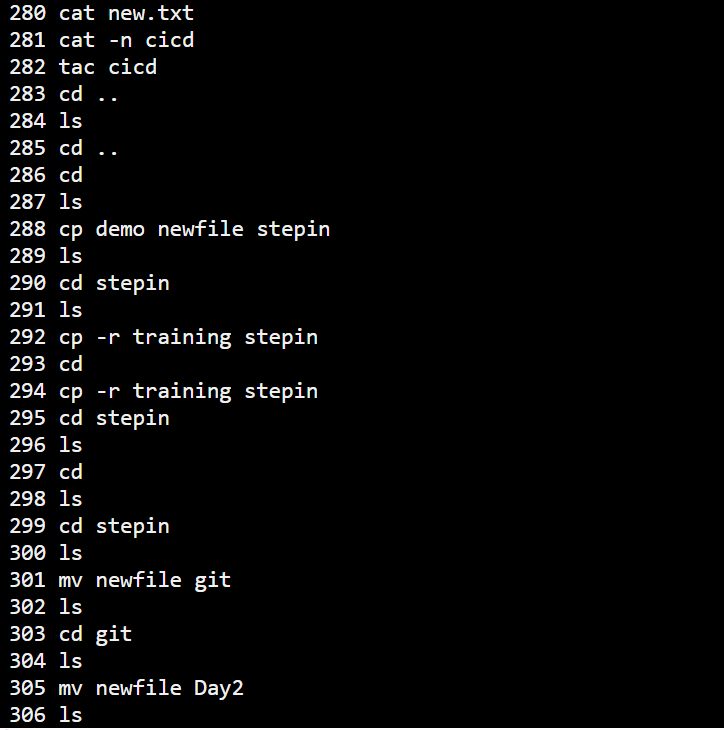 280 cat new.txt
281 cat -n cicd
282 tac cicd
283 cd ..
284 ls
285 cd ..
286 cd
287 ls
288 cp demo newfile stepin
289 ls
290 cd stepin
291 ls
292 cp -r training stepin
293 cd
294 cp -r training stepin
295 cd stepin
296 ls
297 cd
298 ls
299 cd stepin
300 ls
301 mv newfile git
302 ls
303 cd git
304 ls
305 mv newfile Day2
306 ls